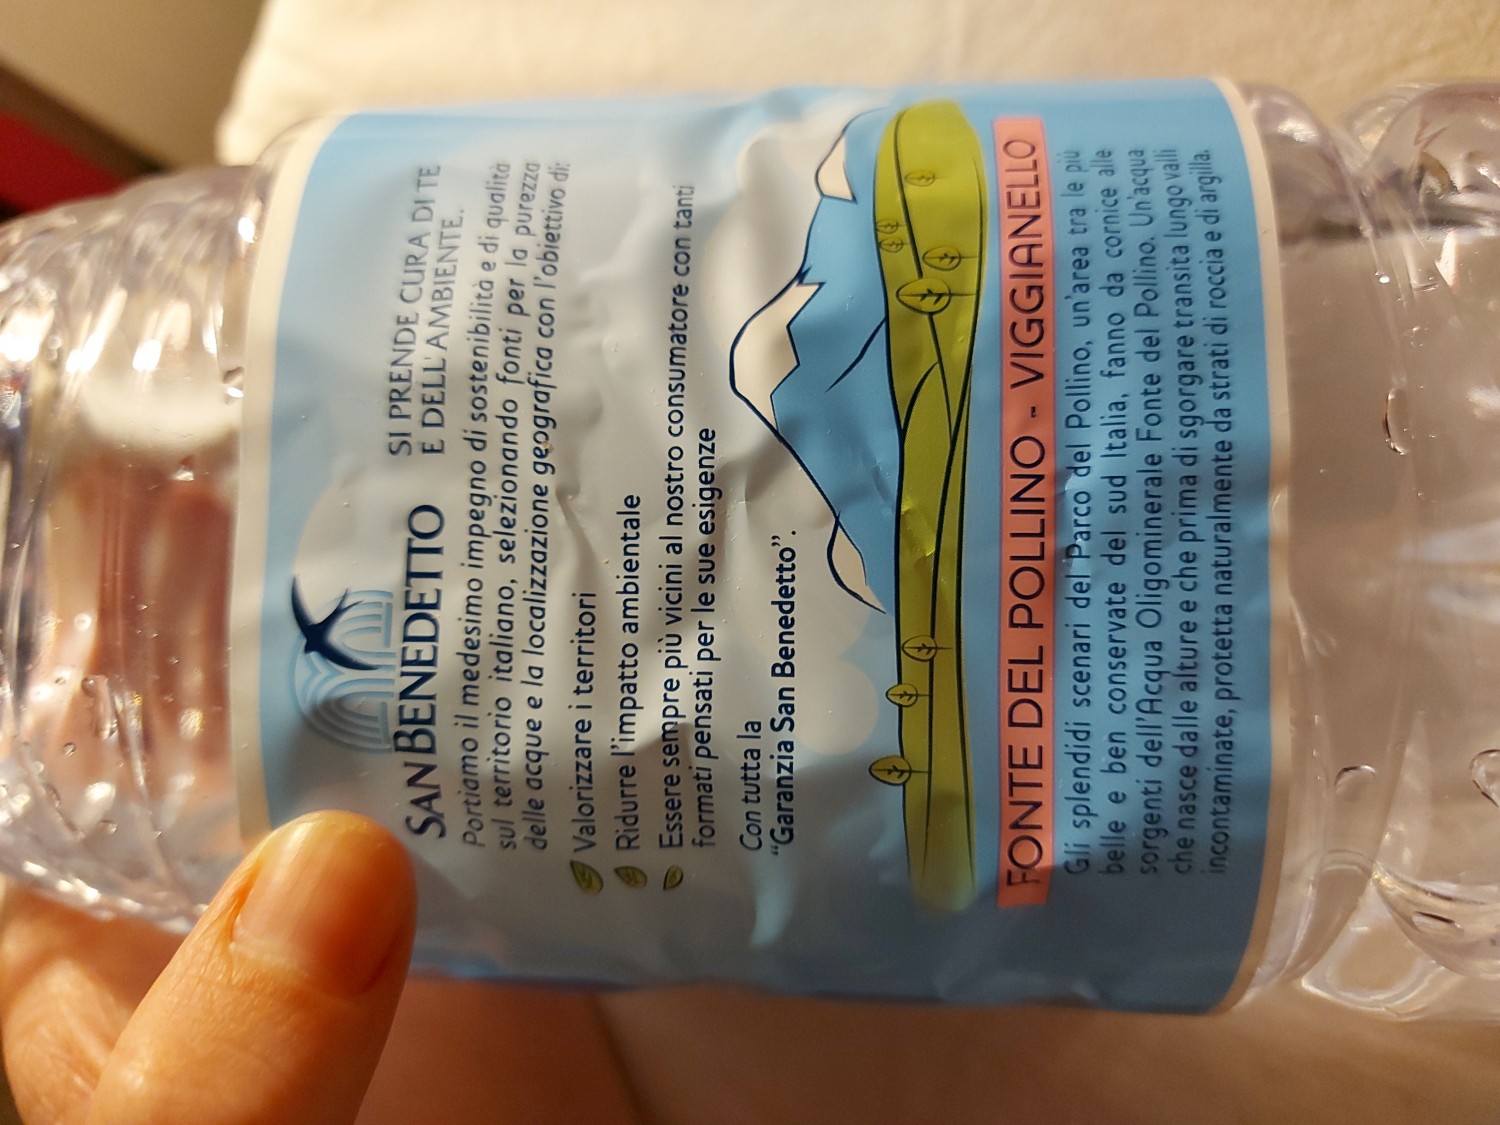 SAN BENEDETTO
SI PRENDE CURA DI TE
E DELL'AMBIENTE.
Portiamo il medesimo impegno di sostenibilità e di qualità
sul territorio italiano, selezionando fonti per la purezza
delle acque e la localizzazione geografica con l'obiettivo di:
Valorizzare i territori
Ridurre l'impatto ambientale
Essere sempre più vicini al nostro consumatore con tanti
formati pensati per le sue esigenze
Con tutta la
“Garanzia San Benedetto”.
FONTE DEL POLLINO - VIGGIANELLO
Gli splendidi scenari del Parco del Pollino, un'area tra le più
belle e ben conservate del sud Italia, fanno da cornice alle
sorgenti dell'Acqua Oligominerale Fonte del Pollino. Un'acqua
che nasce dalle alture e che prima di sgorgare transita lungo valli
incontaminate, protetta naturalmente da strati di roccia e di argilla.